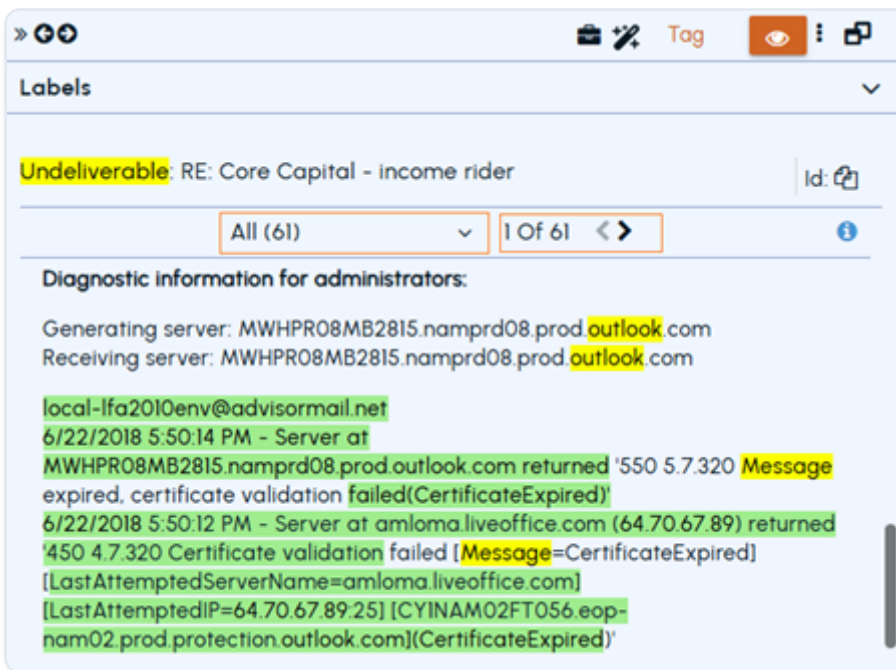 Tag
Labels
Undeliverable: RE: Core Capital - income rider
Id:
All (61)
1 Of 61
Diagnostic information for administrators:
Generating server: MWHPR08MB2815.namprd08.prod.outlook.com
Receiving server: MWHPR08MB2815.namprd08.prod.outlook.com
local-lfa2010env@advisormail.net
6/22/2018 5:50:14 PM - Server at
MWHPR08MB2815.namprd08.prod.outlook.com returned '550 5.7.320 Message
expired, certificate validation failed(CertificateExpired)'
6/22/2018 5:50:12 PM - Server at amloma.liveoffice.com (64.70.67.89) returned
'450 4.7.320 Certificate validation failed [Message=CertificateExpired]
[LastAttemptedServerName=amloma.liveoffice.com]
[LastAttemptedIP=64.70.67.89:25] [CY1NAM02FT056.eop-
nam02.prod.protection.outlook.com](CertificateExpired)'